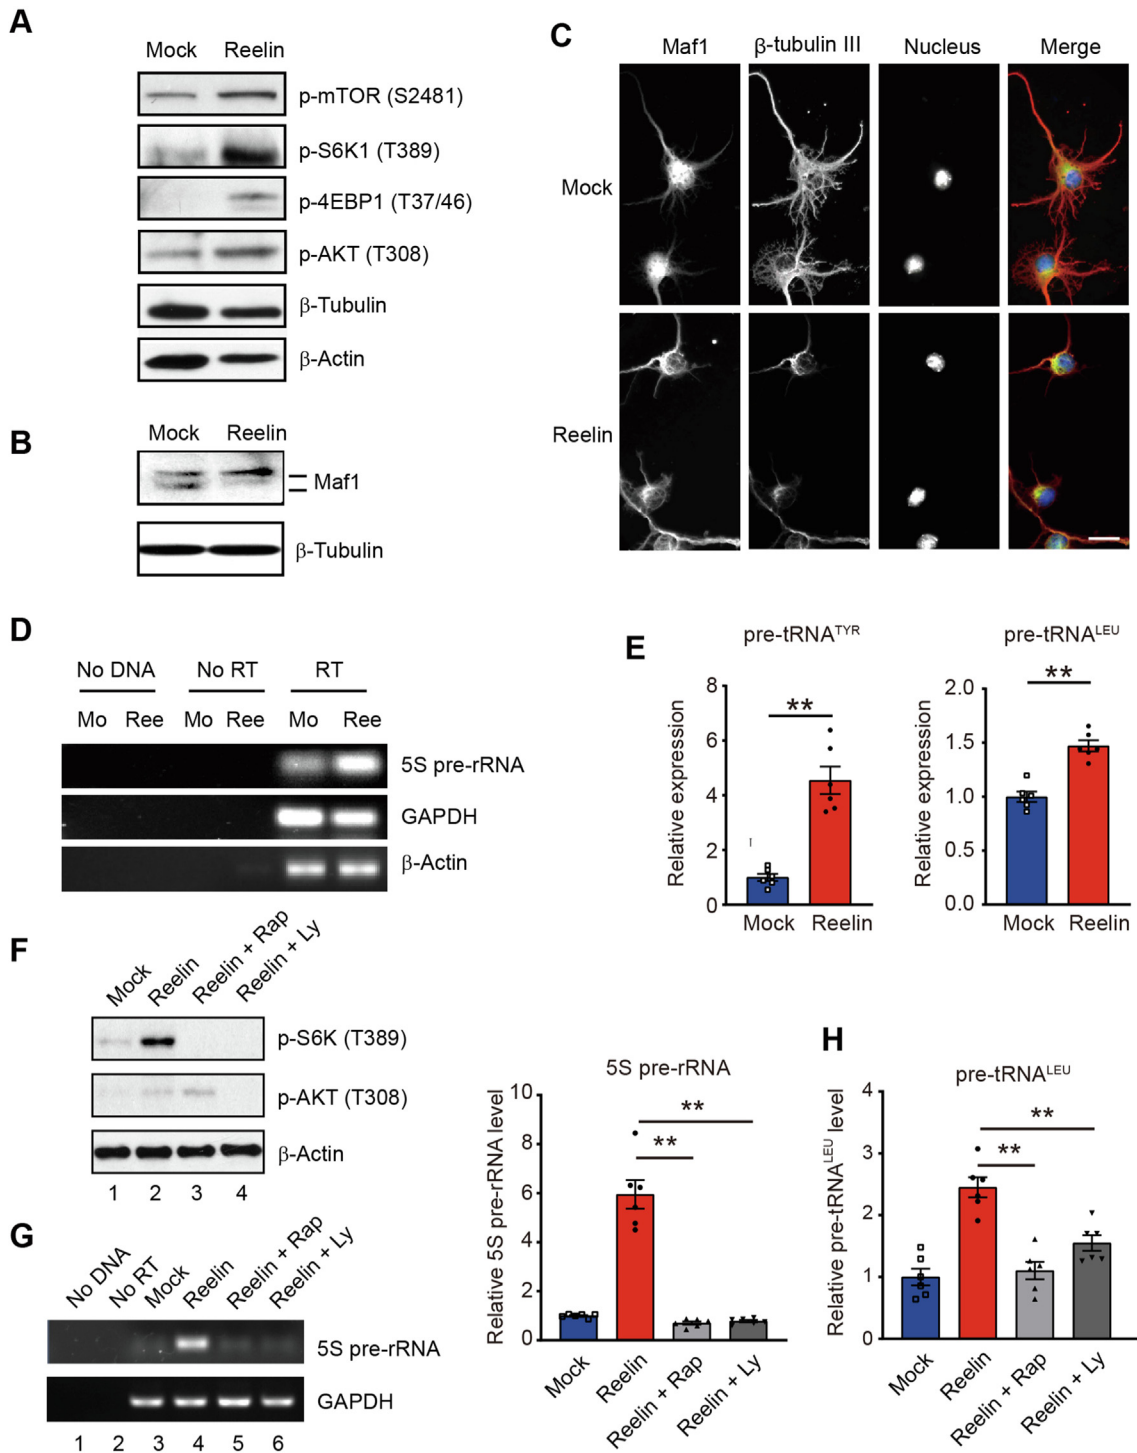 A
Mock Reelin
p-mTOR (S2481)
p-S6K1 (T389)
p-4EBP1 (T37/46)
p-AKT (T308)
β-Tubulin
β-Actin
B
Mock Reelin
Maf1
β-Tubulin
C
Maf1 β-tubulin III Nucleus Merge
Mock
Reelin
D
No DNA No RT RT
Mo Ree Mo Ree Mo Ree
5S pre-rRNA
GAPDH
β-Actin
E
pre-tRNATYR
Relative expression
8
6
4
2
0
**
Mock Reelin
pre-tRNALEU
Relative expression
2.0
1.5
1.0
0.5
0.0
**
Mock Reelin
F
Mock Reelin Reelin + Rap Reelin + Ly
p-S6K (T389)
p-AKT (T308)
β-Actin
1 2 3 4
G
No DNA No RT Mock Reelin Reelin + Rap Reelin + Ly
5S pre-rRNA
GAPDH
1 2 3 4 5 6
5S pre-rRNA
Relative 5S pre-rRNA level
10
8
6
4
2
0
**
**
Mock Reelin Reelin + Rap Reelin + Ly
H
pre-tRNALEU
Relative pre-tRNALEU level
4
3
2
1
0
**
**
Mock Reelin Reelin + Rap Reelin + Ly